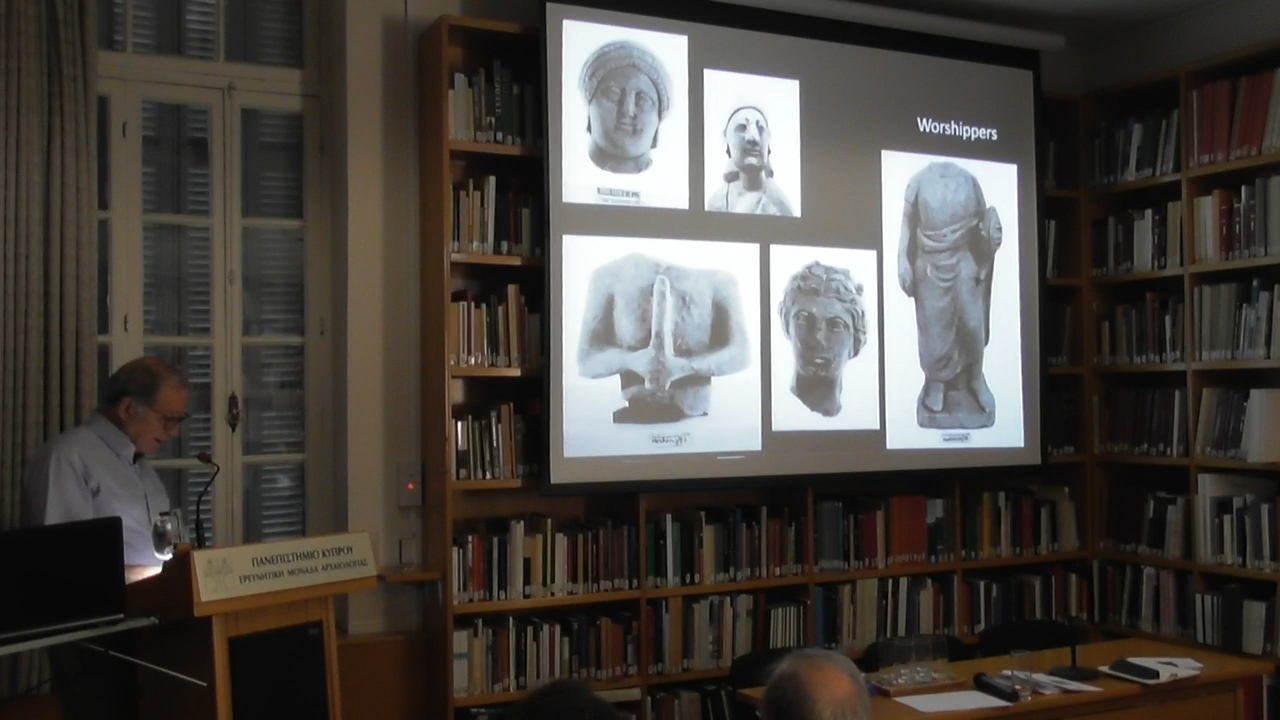 Worshippers
ΠΑΝΕΠΙΣΤΗΜΙΟ ΚΥΠΡΟΥ
ΕΡΕΥΝΗΤΙΚΗ ΜΟΝΑΔΑ ΑΡΧΑΙΟΛΟΓΙΑΣ